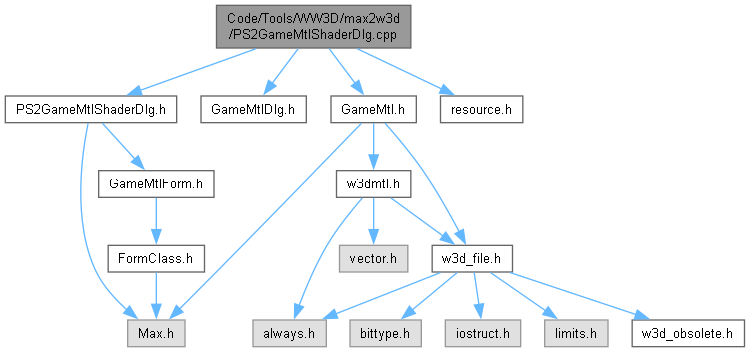 Code/Tools/WW3D/max2w3d
/PS2GameMtlShaderDlg.cpp
PS2GameMtlShaderDlg.h
GameMtlDlg.h
GameMtl.h
resource.h
GameMtlForm.h
w3dmtl.h
FormClass.h
vector.h
w3d_file.h
Max.h
always.h
bittype.h
iostruct.h
limits.h
w3d_obsolete.h